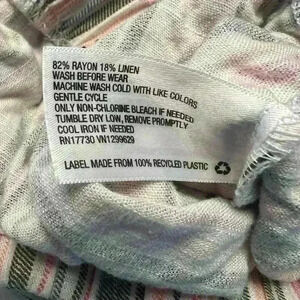 82% RAYON 18% LINEN
WASH BEFORE WEAR
MACHINE WASH COLD WITH LIKE COLORS
GENTLE CYCLE
ONLY NON-CHLORINE BLEACH IF NEEDED
TUMBLE DRY LOW, REMOVE PROMPTLY
COOL IRON IF NEEDED
RN17730 VN1299629
LABEL MADE FROM 100% RECYCLED PLASTIC